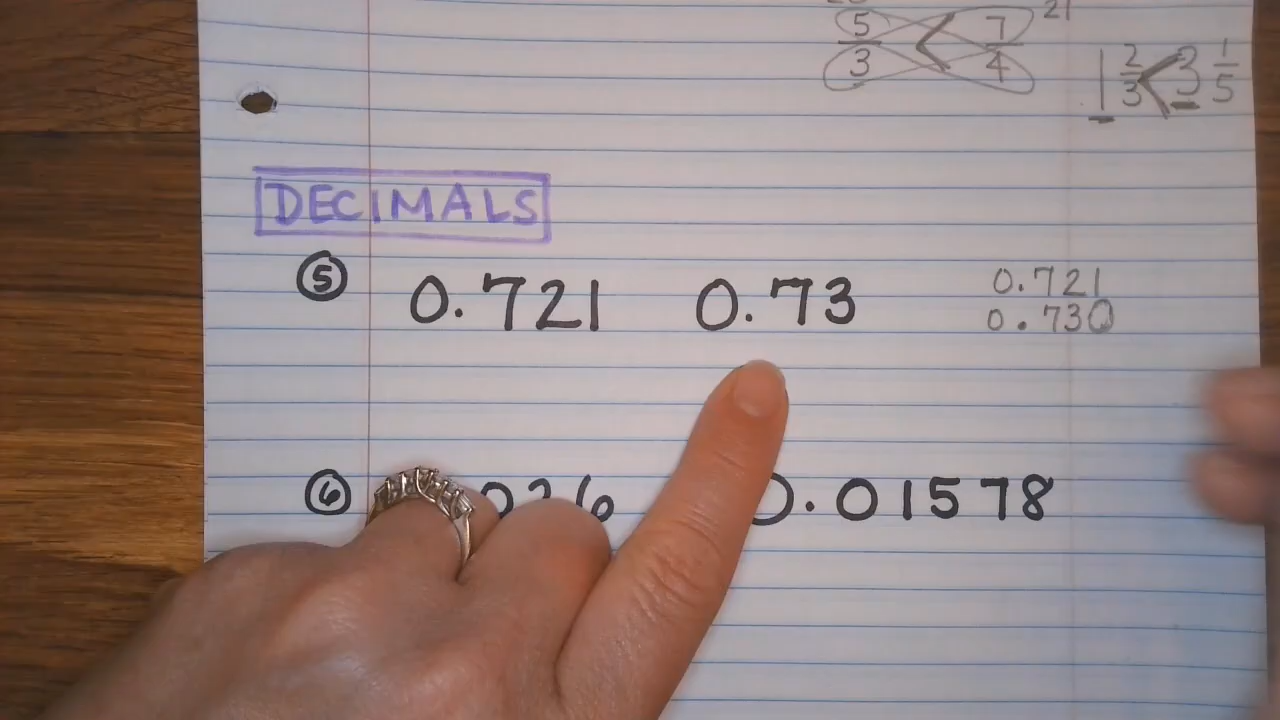 5 < 7 21
3 4
1 2/3 < 3 1/5
DECIMALS
5 0.721 0.73 0.721
0.730
6 0.01578